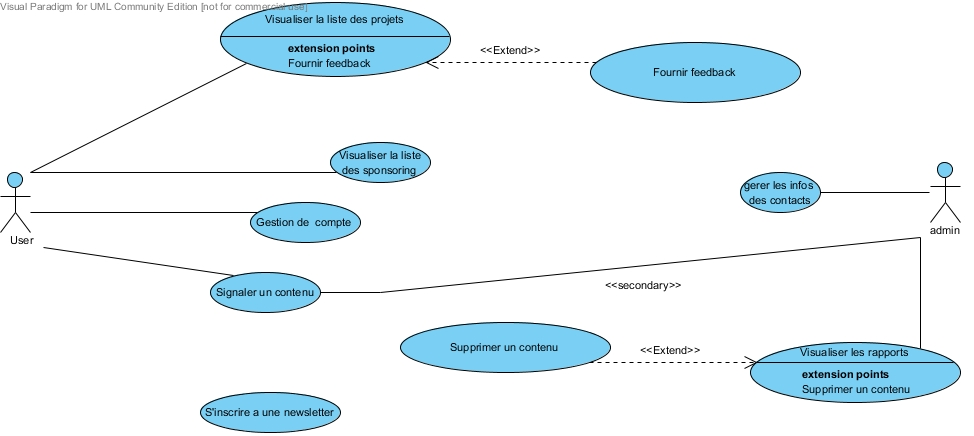 Visual Paradigm for UML Community Edition [not for commercial use]
Visualiser la liste des projets
extension points
Fournir feedback
<<Extend>>
Fournir feedback
Visualiser la liste
des sponsoring
gerer les infos
des contacts
Gestion de compte
User
admin
Signaler un contenu
<<secondary>>
Supprimer un contenu
<<Extend>>
Visualiser les rapports
extension points
Supprimer un contenu
S'inscrire a une newsletter